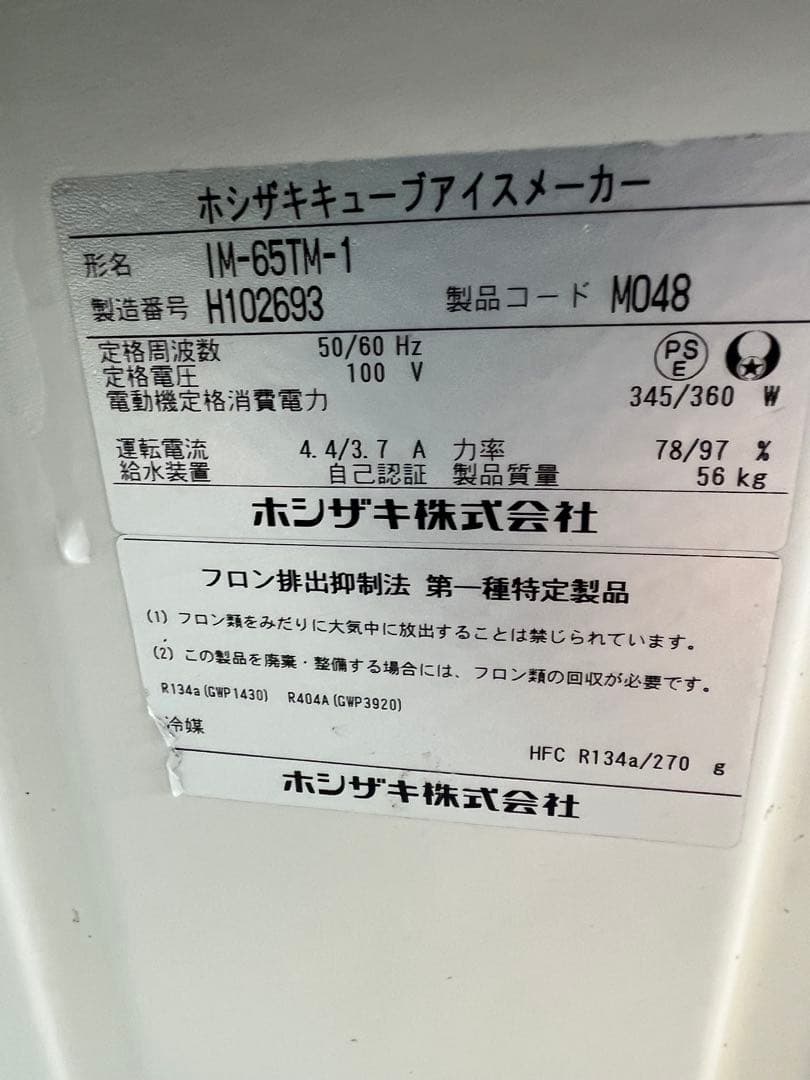 ホシザキキューブアイスメーカー
形名 IM-65TM-1
製造番号 H102693 製品コード M048
定格周波数 50/60 Hz PS E
定格電圧 100 V
電動機定格消費電力 345/360 W
運転電流 4.4/3.7 A 力率 78/97 %
給水装置 自己認証 製品質量 56 kg
ホシザキ株式会社
フロン排出抑制法 第一種特定製品
(1) フロン類をみだりに大気中に放出することは禁じられています。
(2) この製品を廃棄・整備する場合には、フロン類の回収が必要です。
R134a(GWP1430) R404A(GWP3920)
冷媒 HFC R134a/270 g
ホシザキ株式会社